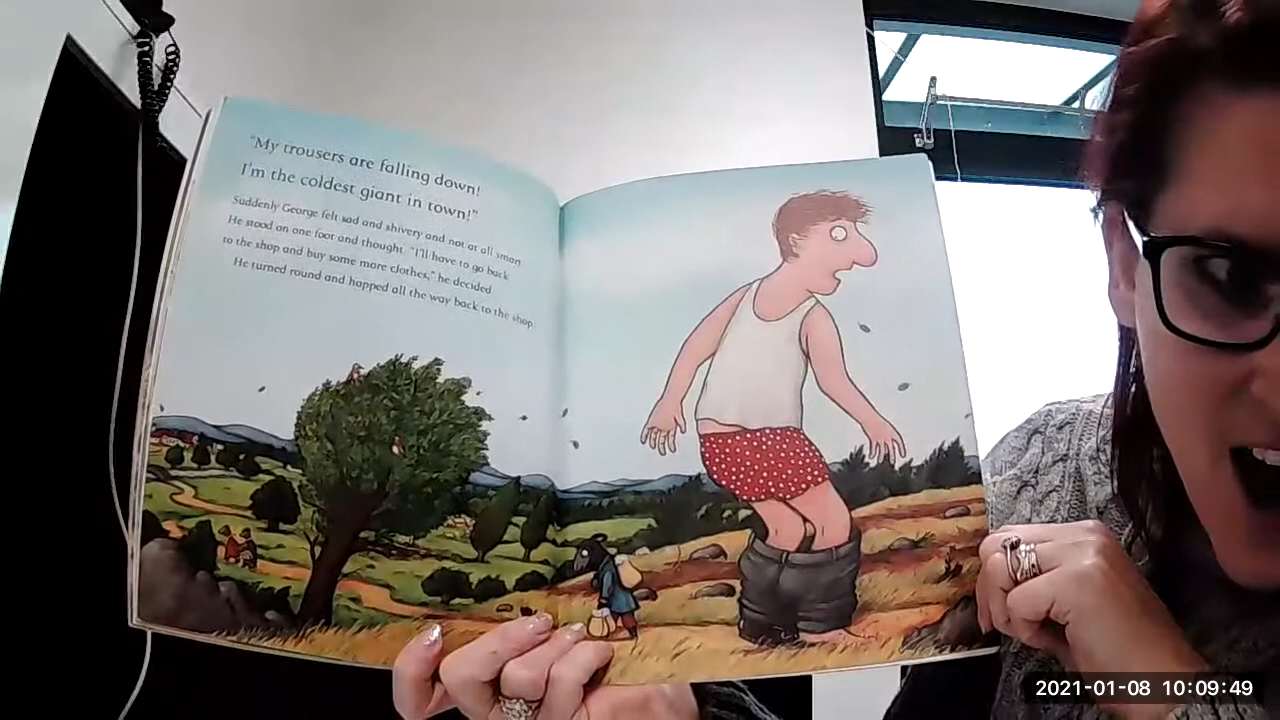 "My trousers are falling down!
I'm the coldest giant in town!"
Suddenly George felt sad and shivery and not at all smart.
He stood on one foot and thought. "I'll have to go back
to the shop and buy some more clothes," he decided.
He turned round and hopped all the way back to the shop.
2021-01-08 10:09:49